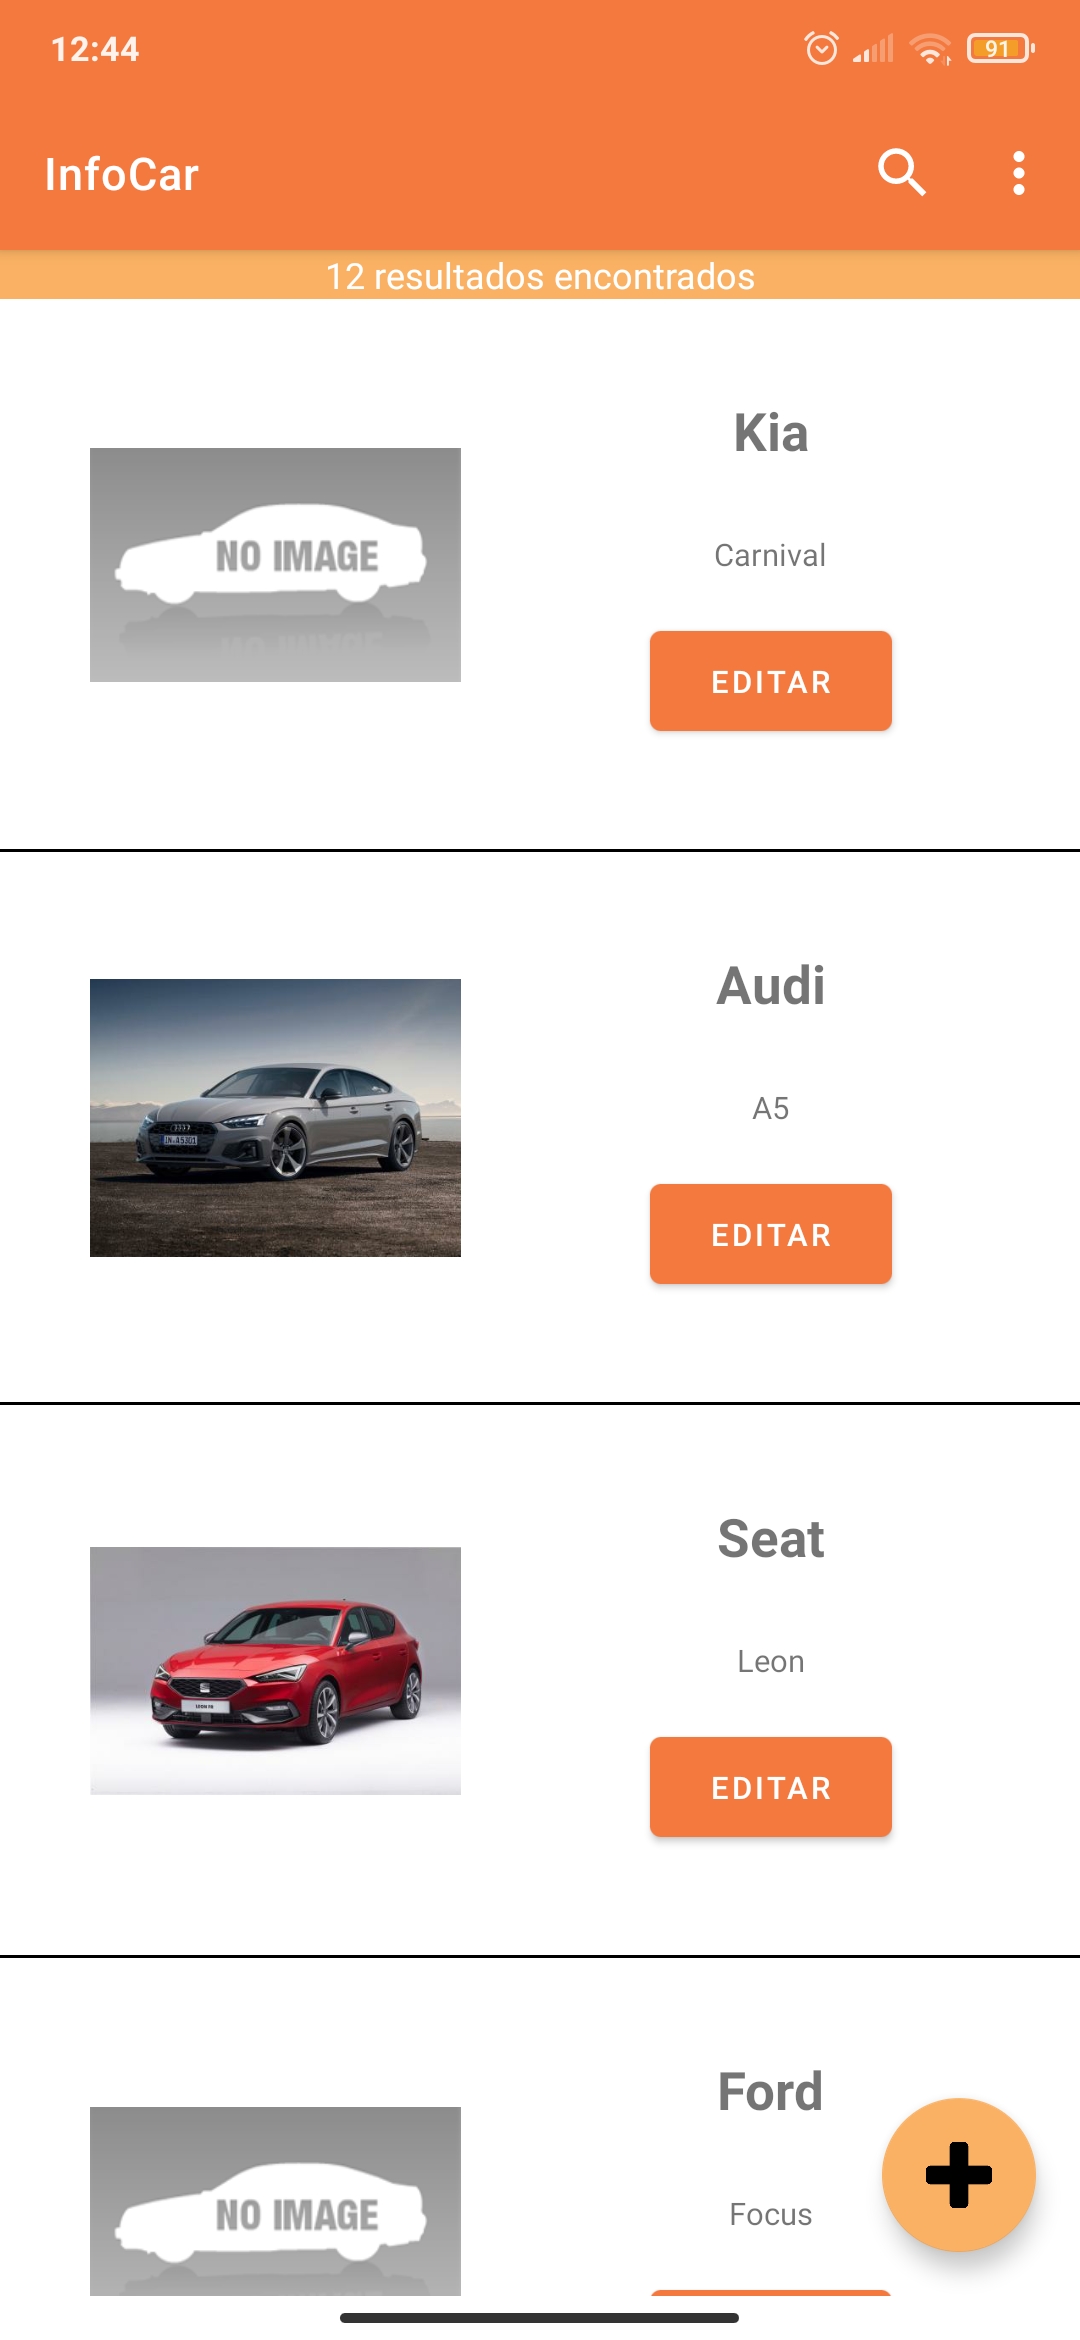 12:44
91
InfoCar
12 resultados encontrados
Kia
NO IMAGE
Carnival
EDITAR
Audi
A5
EDITAR
Seat
Leon
EDITAR
Ford
NO IMAGE
Focus